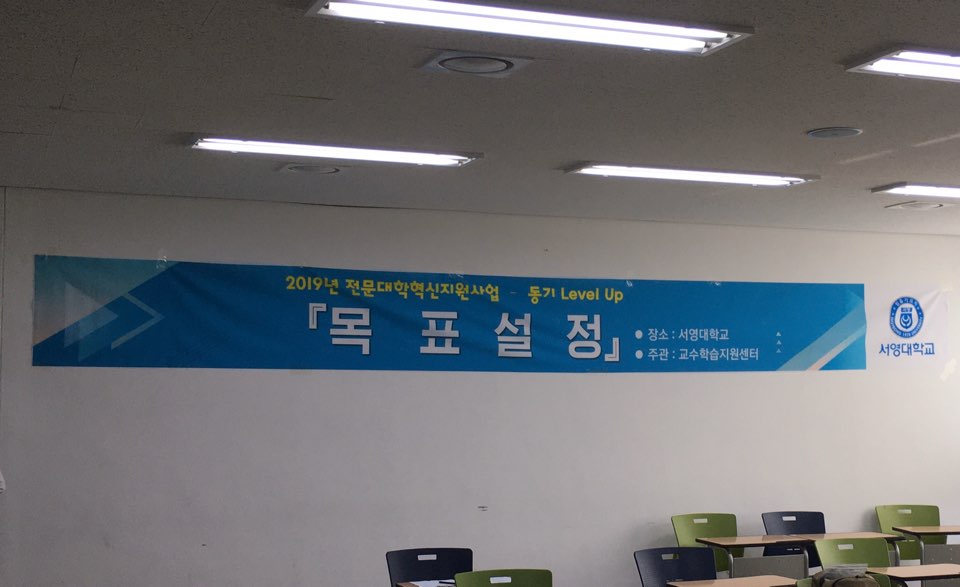 2019년 전문대학혁신지원사업 - 동기 Level Up
『목 표 설 정』
● 장소 : 서영대학교
● 주관 : 교수학습지원센터
서영대학교